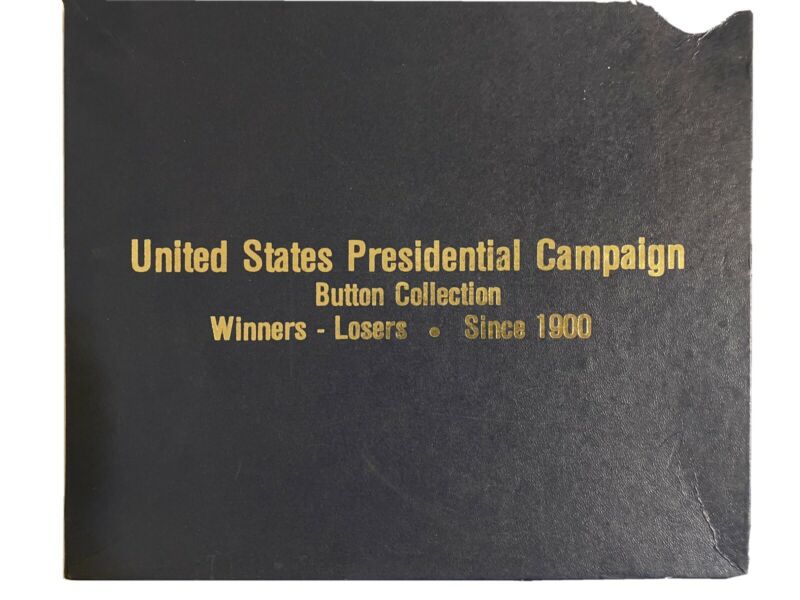 United States Presidential Campaign
Button Collection
Winners - Losers • Since 1900